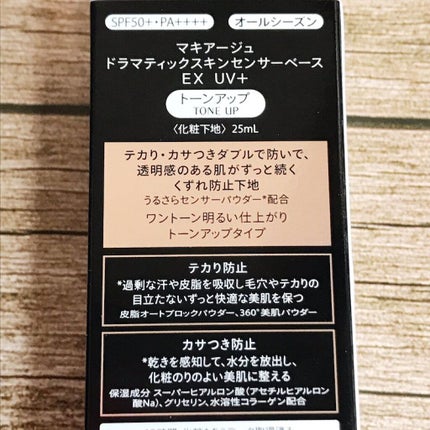 SPF50+・PA++++ オールシーズン
マキアージュ
ドラマティックスキンセンサーベース
EX UV+
トーンアップ
TONE UP
〈化粧下地〉 25mL
テカリ・カサつきダブルで防いで、
透明感のある肌がずっと続く
くずれ防止下地
うるさらセンサーパウダー*配合
ワントーン明るい仕上がり
トーンアップタイプ
テカリ防止
*過剰な汗や皮脂を吸収し毛穴やテカリの
目立たないずっと快適な美肌を保つ
皮脂オートブロックパウダー、360°美肌パウダー
カサつき防止
*乾きを感知して、水分を放出し、
化粧のりのよい美肌に整える
保湿成分 スーパーヒアルロン酸(アセチルヒアルロン
酸Na)、グリセリン、水溶性コラーゲン配合